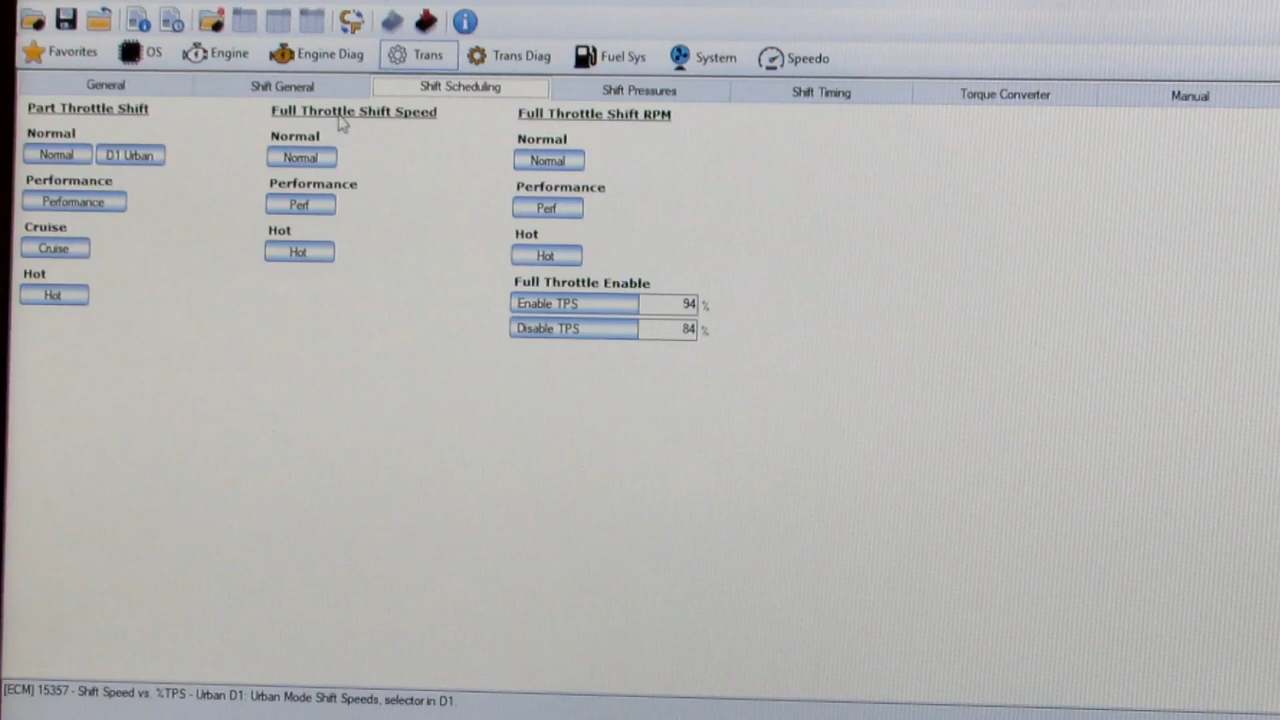 Favorites OS Engine Engine Diag Trans Trans Diag Fuel Sys System Speedo
General Shift General Shift Scheduling Shift Pressures Shift Timing Torque Converter Manual
Part Throttle Shift
Normal
Normal D1 Urban
Performance
Performance
Cruise
Cruise
Hot
Hot
Full Throttle Shift Speed
Normal
Normal
Performance
Perf
Hot
Hot
Full Throttle Shift RPM
Normal
Normal
Performance
Perf
Hot
Hot
Full Throttle Enable
Enable TPS 94 %
Disable TPS 84 %
[ECM] 15357 - Shift Speed vs. %TPS - Urban D1: Urban Mode Shift Speeds, selector in D1.